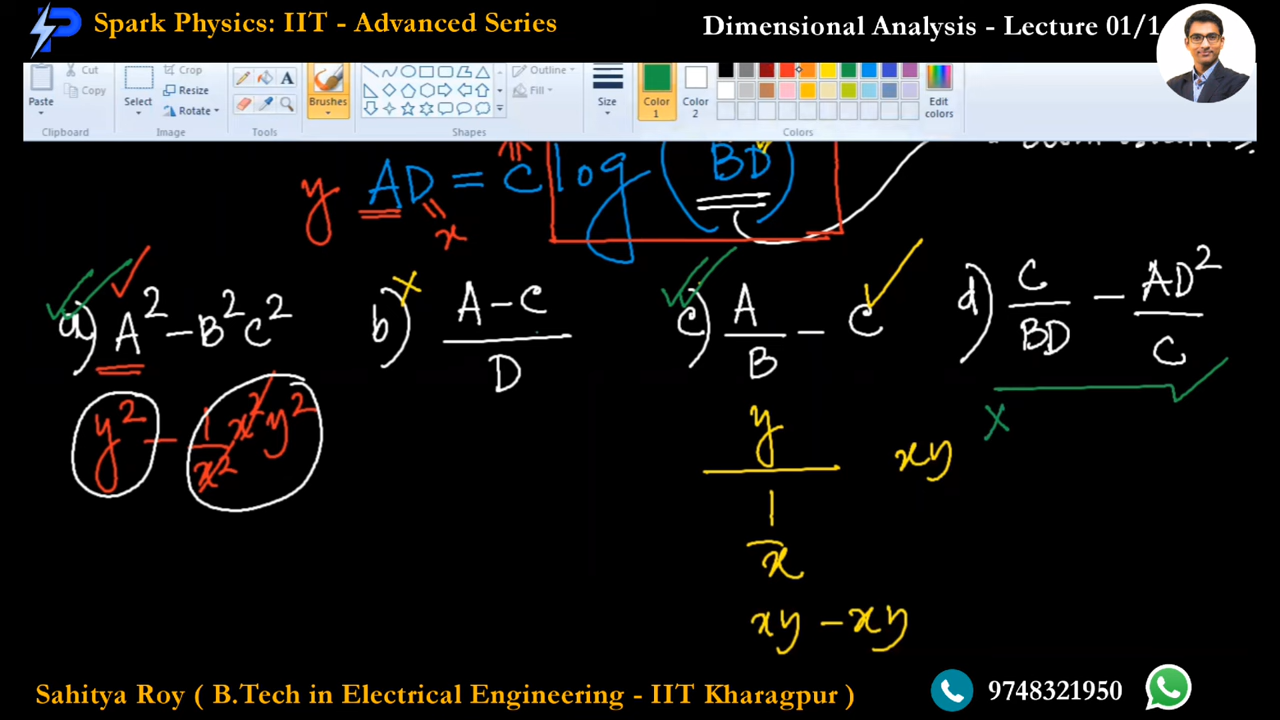 Spark Physics: IIT - Advanced Series
Dimensional Analysis - Lecture 01/1
Cut
Copy
Paste
Clipboard
Select
Crop
Resize
Rotate
Image
Tools
Brushes
Shapes
Outline
Fill
Size
Color 1
Color 2
Edit colors
Colors
y AD = C log (BD)
x
a) A² - B²C²
b) A - C / D
c) A / B - C
d) C / BD - AD² / C
y² - 1/x² x² y²
y / 1/x
xy
xy - xy
Sahitya Roy ( B.Tech in Electrical Engineering - IIT Kharagpur )
9748321950